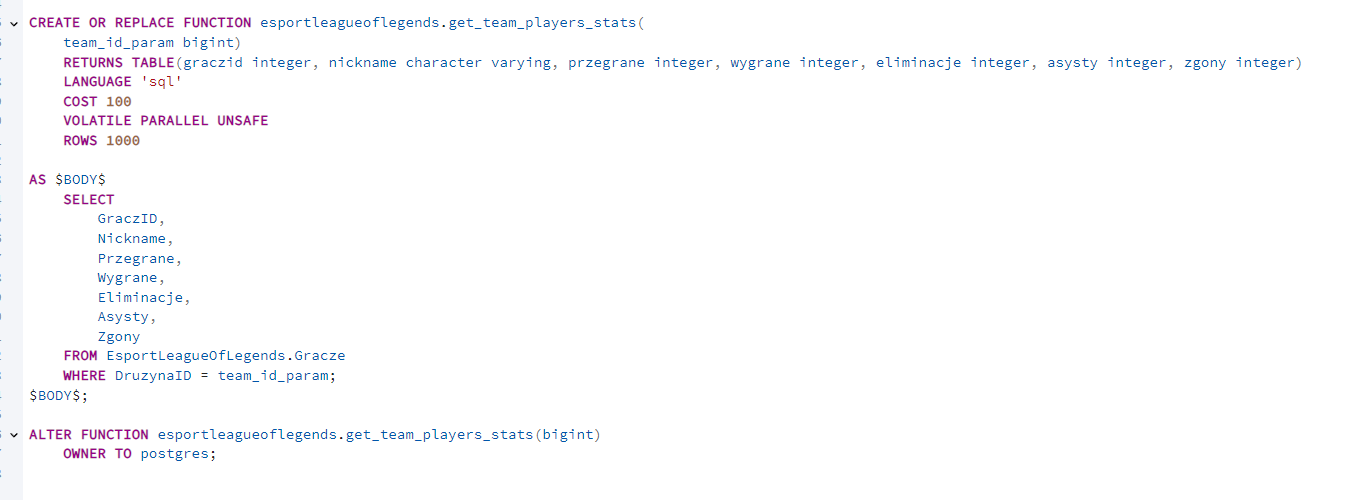 CREATE OR REPLACE FUNCTION esportleagueoflegends.get_team_players_stats(
    team_id_param bigint)
    RETURNS TABLE(graczid integer, nickname character varying, przegrane integer, wygrane integer, eliminacje integer, asysty integer, zgony integer)
    LANGUAGE 'sql'
    COST 100
    VOLATILE PARALLEL UNSAFE
    ROWS 1000
AS $BODY$
    SELECT
        GraczID,
        Nickname,
        Przegrane,
        Wygrane,
        Eliminacje,
        Asysty,
        Zgony
    FROM EsportLeagueOfLegends.Gracze
    WHERE DruzynaID = team_id_param;
$BODY$;
ALTER FUNCTION esportleagueoflegends.get_team_players_stats(bigint)
    OWNER TO postgres;